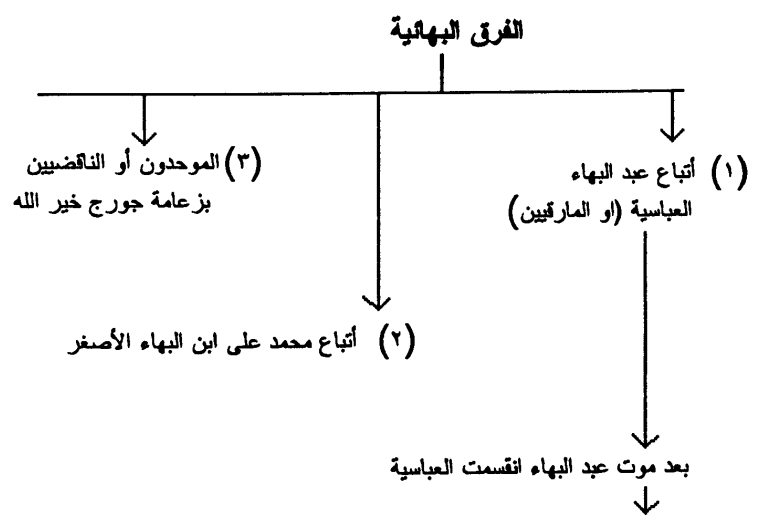 الفرق البهائية
(١) أتباع عبد البهاء
العباسية (او المارقيين)
(٢) أتباع محمد على ابن البهاء الأصغر
(٣) الموحدون أو الناقضيين
بزعامة جورج خير الله
بعد موت عبد البهاء انقسمت العباسية